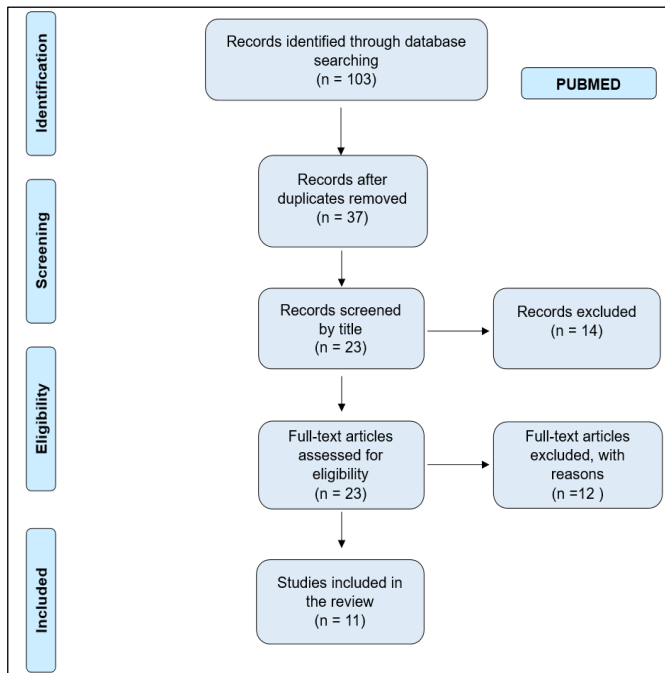 Identification
Records identified through database
searching
(n = 103)
PUBMED
Screening
Records after
duplicates removed
(n = 37)
Records screened
by title
(n = 23)
Records excluded
(n = 14)
Eligibility
Full-text articles
assessed for
eligibility
(n = 23)
Full-text articles
excluded, with
reasons
(n =12 )
Included
Studies included in
the review
(n = 11)